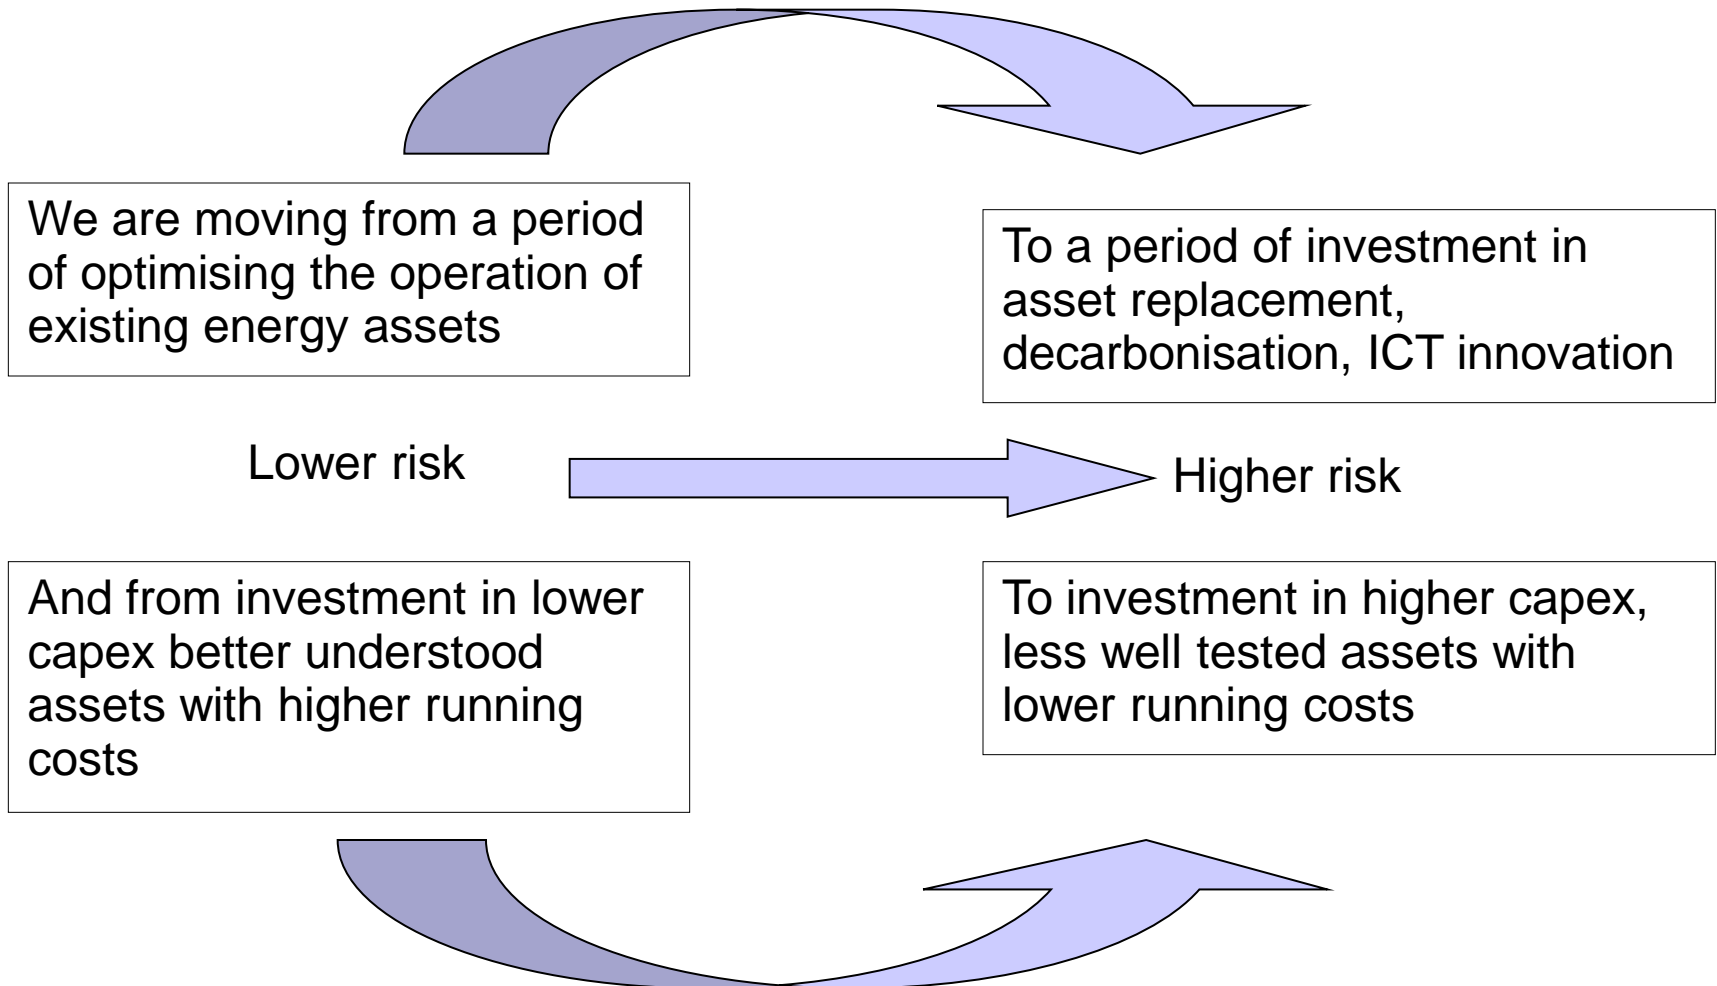 We are moving from a period
of optimising the operation of
existing energy assets
To a period of investment in
asset replacement,
decarbonisation, ICT innovation
Lower risk
Higher risk
And from investment in lower
capex better understood
assets with higher running
costs
To investment in higher capex,
less well tested assets with
lower running costs